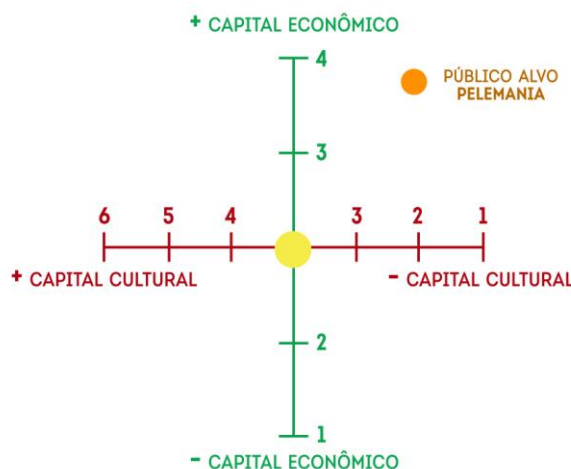 + CAPITAL ECONÔMICO
4
PÚBLICO ALVO
PELEMANIA
3
6 5 4 3 2 1
+ CAPITAL CULTURAL
- CAPITAL CULTURAL
2
1
- CAPITAL ECONÔMICO